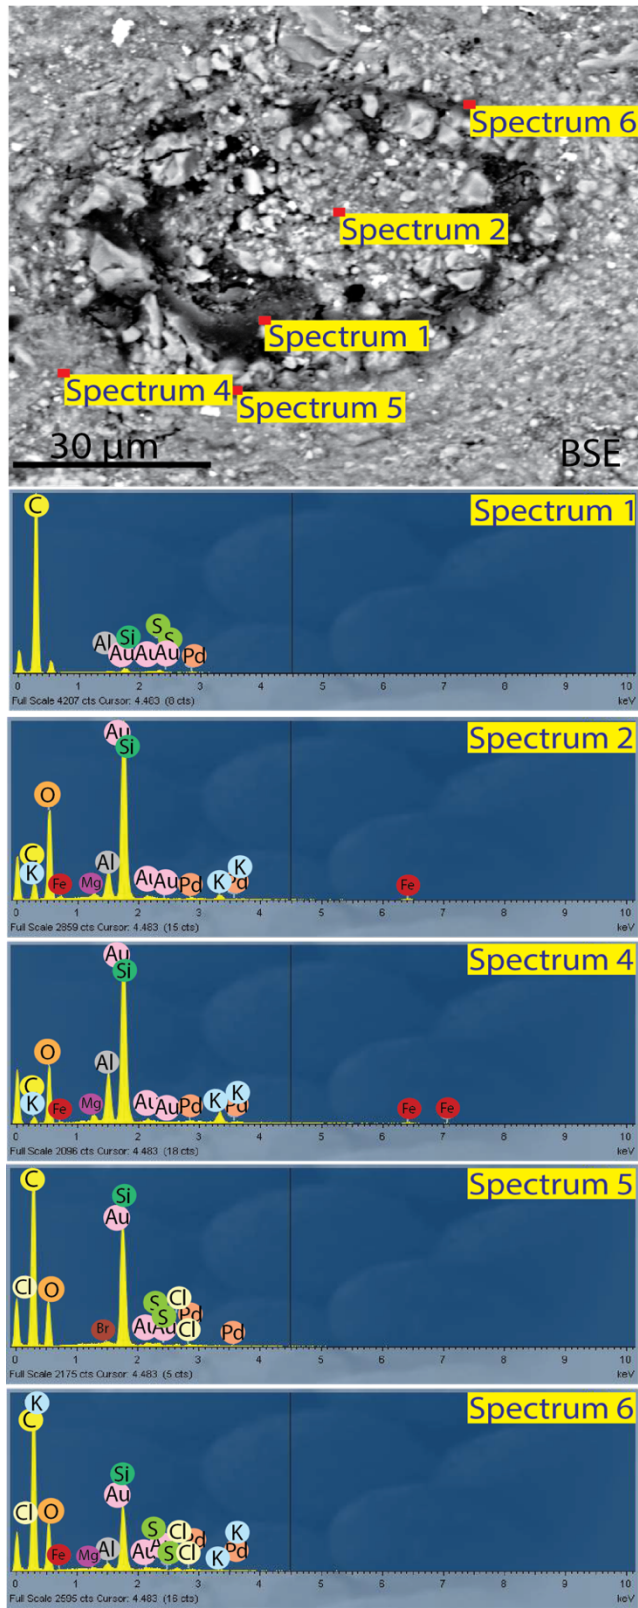 Spectrum 6
Spectrum 2
Spectrum 1
Spectrum 4
Spectrum 5
30 µm
BSE
Spectrum 1
C
S
S
Al
Si
Au
Au
Au
Pd
0 1 2 3 4 5 6 7 8 9 10
Full Scale 4207 cts Cursor: 4.483 (8 cts)
keV
Spectrum 2
Au
Si
O
C
K
Fe
Mg
Al
Au
Au
Pd
K
K
Pd
Fe
0 1 2 3 4 5 6 7 8 9 10
Full Scale 2859 cts Cursor: 4.483 (15 cts)
keV
Spectrum 4
Au
Si
O
C
K
Fe
Mg
Al
Au
Au
Pd
K
K
Fe
Fe
0 1 2 3 4 5 6 7 8 9 10
Full Scale 2096 cts Cursor: 4.483 (18 cts)
keV
Spectrum 5
C
Si
Au
Cl
O
Br
S
S
Cl
Pd
Au
Au
Cl
Pd
0 1 2 3 4 5 6 7 8 9 10
Full Scale 2175 cts Cursor: 4.483 (5 cts)
keV
Spectrum 6
K
C
Si
Au
Cl
O
Fe
Mg
Al
Au
S
S
Cl
Cl
Pd
K
K
Pd
0 1 2 3 4 5 6 7 8 9 10
Full Scale 2595 cts Cursor: 4.483 (16 cts)
keV